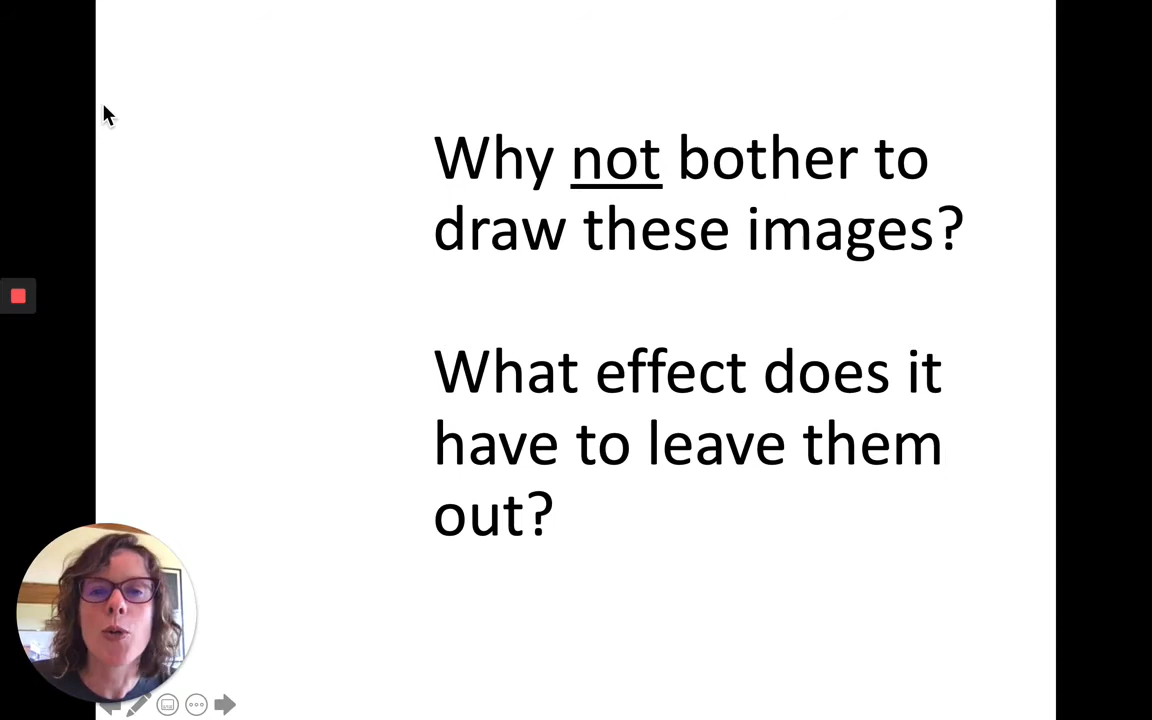 Why not bother to
draw these images?
What effect does it
have to leave them
out?